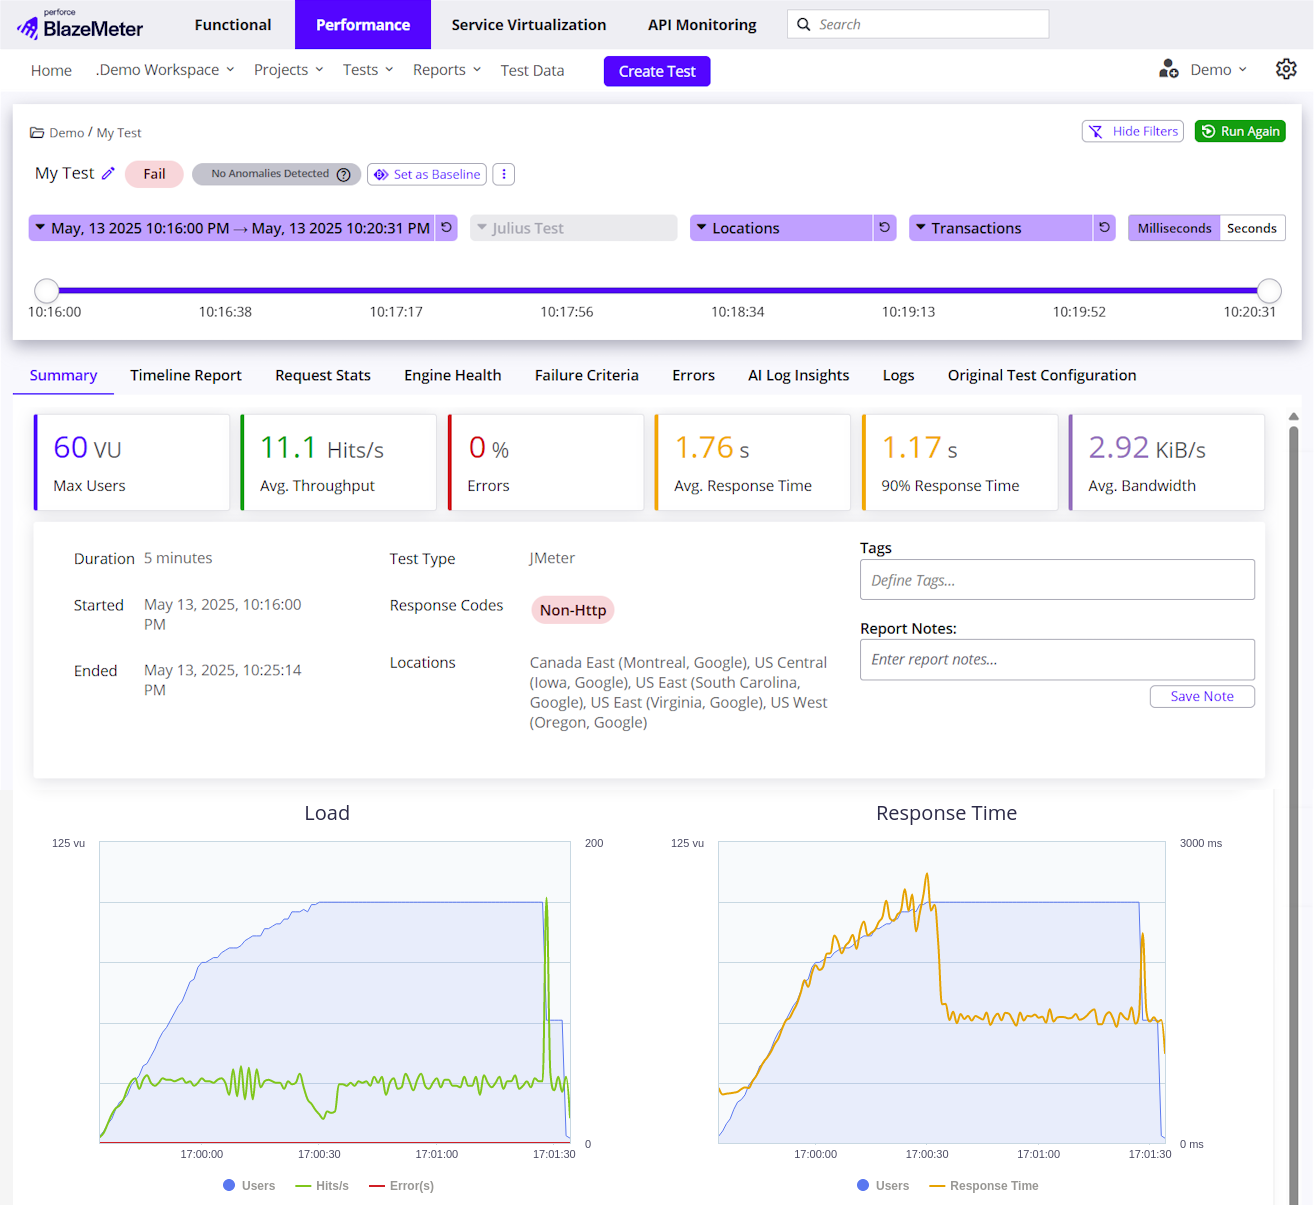 perforce
BlazeMeter
Functional
Performance
Service Virtualization
API Monitoring
Search
Home
.Demo Workspace
Projects
Tests
Reports
Test Data
Create Test
Demo
Demo / My Test
Hide Filters
Run Again
My Test
Fail
No Anomalies Detected ?
Set as Baseline
May, 13 2025 10:16:00 PM → May, 13 2025 10:20:31 PM
Julius Test
Locations
Transactions
Milliseconds
Seconds
10:16:00
10:16:38
10:17:17
10:17:56
10:18:34
10:19:13
10:19:52
10:20:31
Summary
Timeline Report
Request Stats
Engine Health
Failure Criteria
Errors
AI Log Insights
Logs
Original Test Configuration
60 VU
Max Users
11.1 Hits/s
Avg. Throughput
0 %
Errors
1.76 s
Avg. Response Time
1.17 s
90% Response Time
2.92 KiB/s
Avg. Bandwidth
Duration 5 minutes
Started May 13, 2025, 10:16:00
PM
Ended May 13, 2025, 10:25:14
PM
Test Type JMeter
Response Codes Non-Http
Locations Canada East (Montreal, Google), US Central
(Iowa, Google), US East (South Carolina,
Google), US East (Virginia, Google), US West
(Oregon, Google)
Tags
Define Tags...
Report Notes:
Enter report notes...
Save Note
Load
125 vu
200
0
17:00:00
17:00:30
17:01:00
17:01:30
Users
Hits/s
Error(s)
Response Time
125 vu
3000 ms
0 ms
17:00:00
17:00:30
17:01:00
17:01:30
Users
Response Time